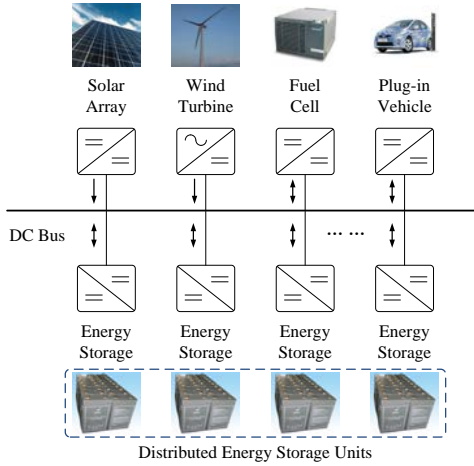 Solar
Array
Wind
Turbine
Fuel
Cell
Plug-in
Vehicle
DC Bus
... ...
Energy
Storage
Energy
Storage
Energy
Storage
Energy
Storage
Distributed Energy Storage Units